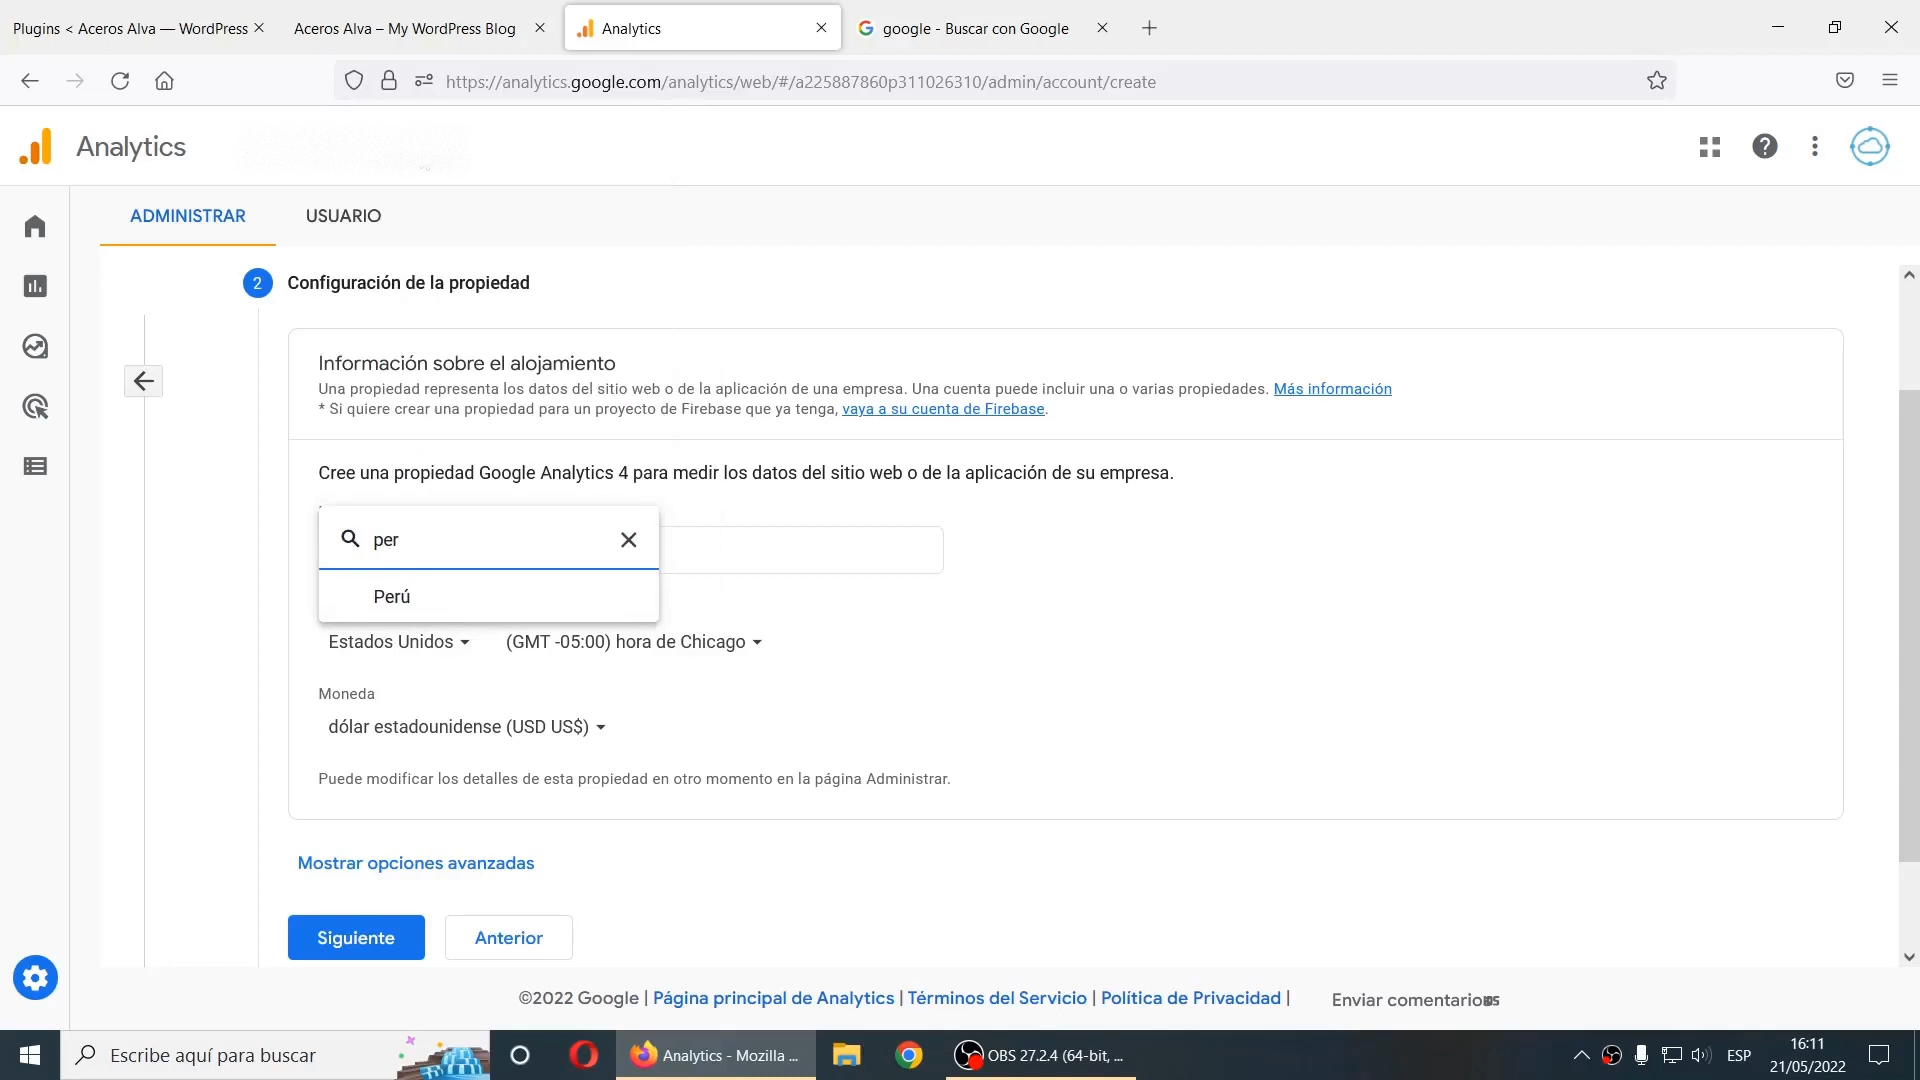 Plugins < Aceros Alva — WordPress
Aceros Alva – My WordPress Blog
Analytics
google - Buscar con Google
https://analytics.google.com/analytics/web/#/a225887860p311026310/admin/account/create
Analytics
ADMINISTRAR
USUARIO
2
Configuración de la propiedad
Información sobre el alojamiento
Una propiedad representa los datos del sitio web o de la aplicación de una empresa. Una cuenta puede incluir una o varias propiedades. Más información
* Si quiere crear una propiedad para un proyecto de Firebase que ya tenga, vaya a su cuenta de Firebase.
Cree una propiedad Google Analytics 4 para medir los datos del sitio web o de la aplicación de su empresa.
per
Perú
Estados Unidos
(GMT -05:00) hora de Chicago
Moneda
dólar estadounidense (USD US$)
Puede modificar los detalles de esta propiedad en otro momento en la página Administrar.
Mostrar opciones avanzadas
Siguiente
Anterior
©2022 Google | Página principal de Analytics | Términos del Servicio | Política de Privacidad |
Enviar comentarios
Escribe aquí para buscar
Analytics - Mozilla ...
OBS 27.2.4 (64-bit, ...
ESP
16:11
21/05/2022